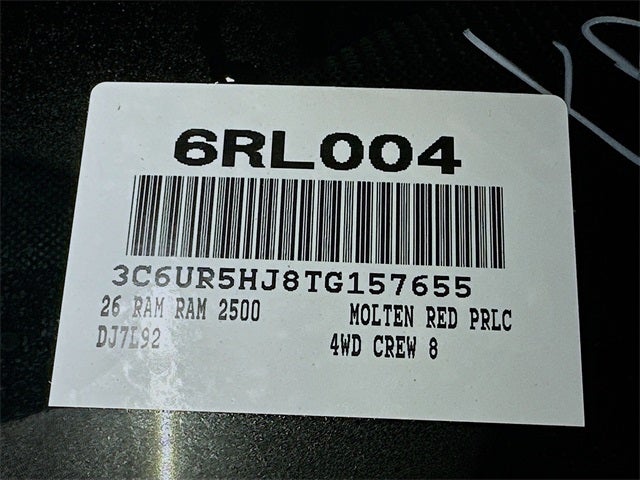 6RL004
3C6UR5HJ8TG157655
26 RAM RAM 2500 MOLTEN RED PRLC
DJ7L92 4WD CREW 8